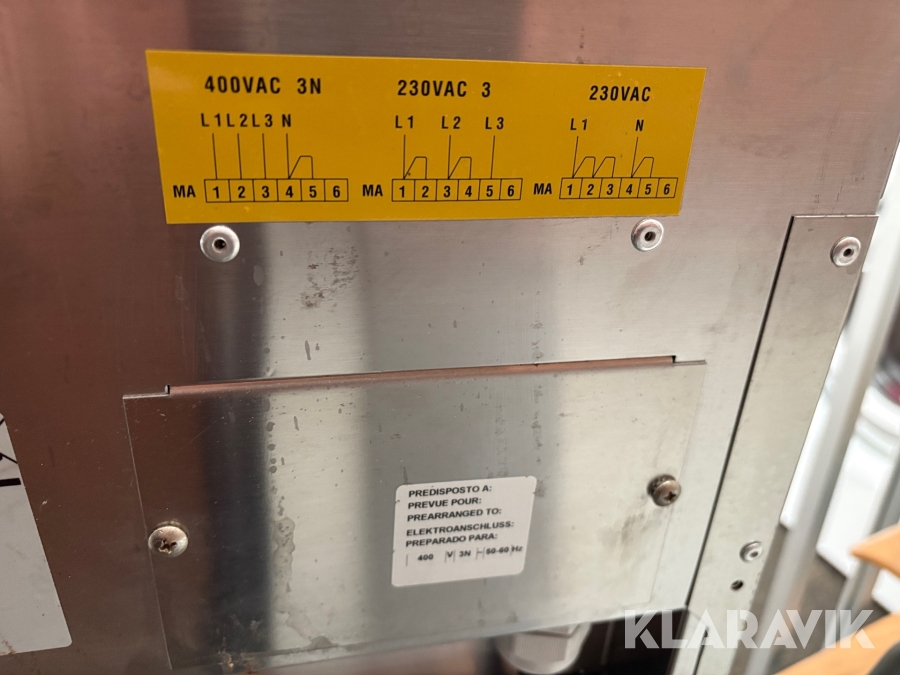 400VAC 3N
L1 L2 L3 N
MA 1 2 3 4 5 6
230VAC 3
L1 L2 L3
MA 1 2 3 4 5 6
230VAC
L1 N
MA 1 2 3 4 5 6
PREDISPOSTO A:
PREVUE POUR:
PREARRANGED TO:
ELEKTROANSCHLUSS:
PREPARADO PARA:
400 V 3N ~ 50-60 Hz
KLARAVIK